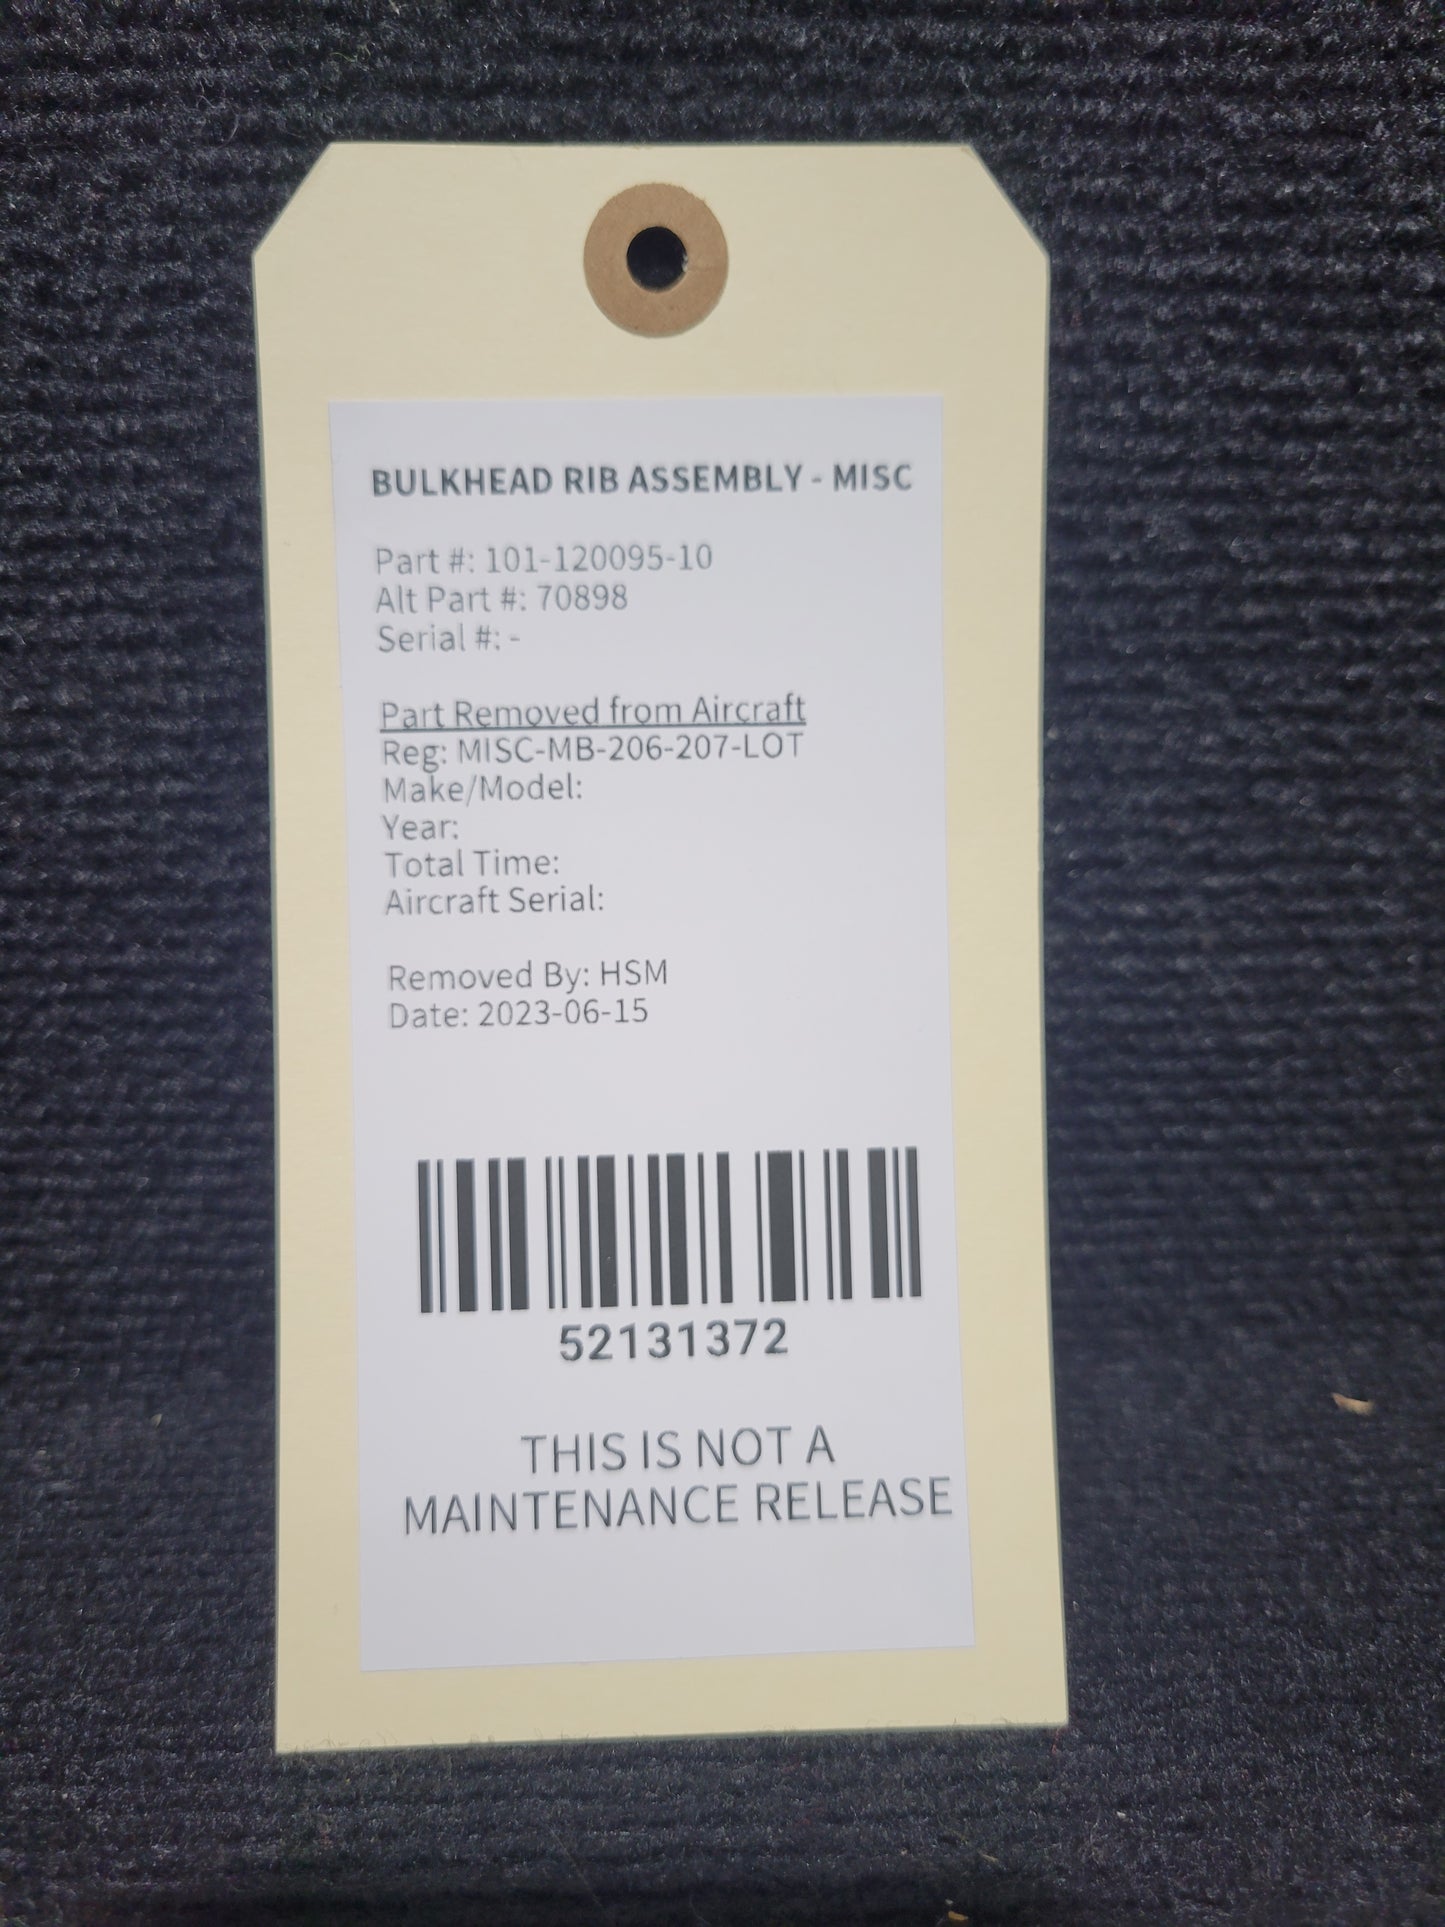 BULKHEAD RIB ASSEMBLY - MISC
Part #: 101-120095-10
Alt Part #: 70898
Serial #: -
Part Removed from Aircraft
Reg: MISC-MB-206-207-LOT
Make/Model:
Year:
Total Time:
Aircraft Serial:
Removed By: HSM
Date: 2023-06-15
52131372
THIS IS NOT A
MAINTENANCE RELEASE